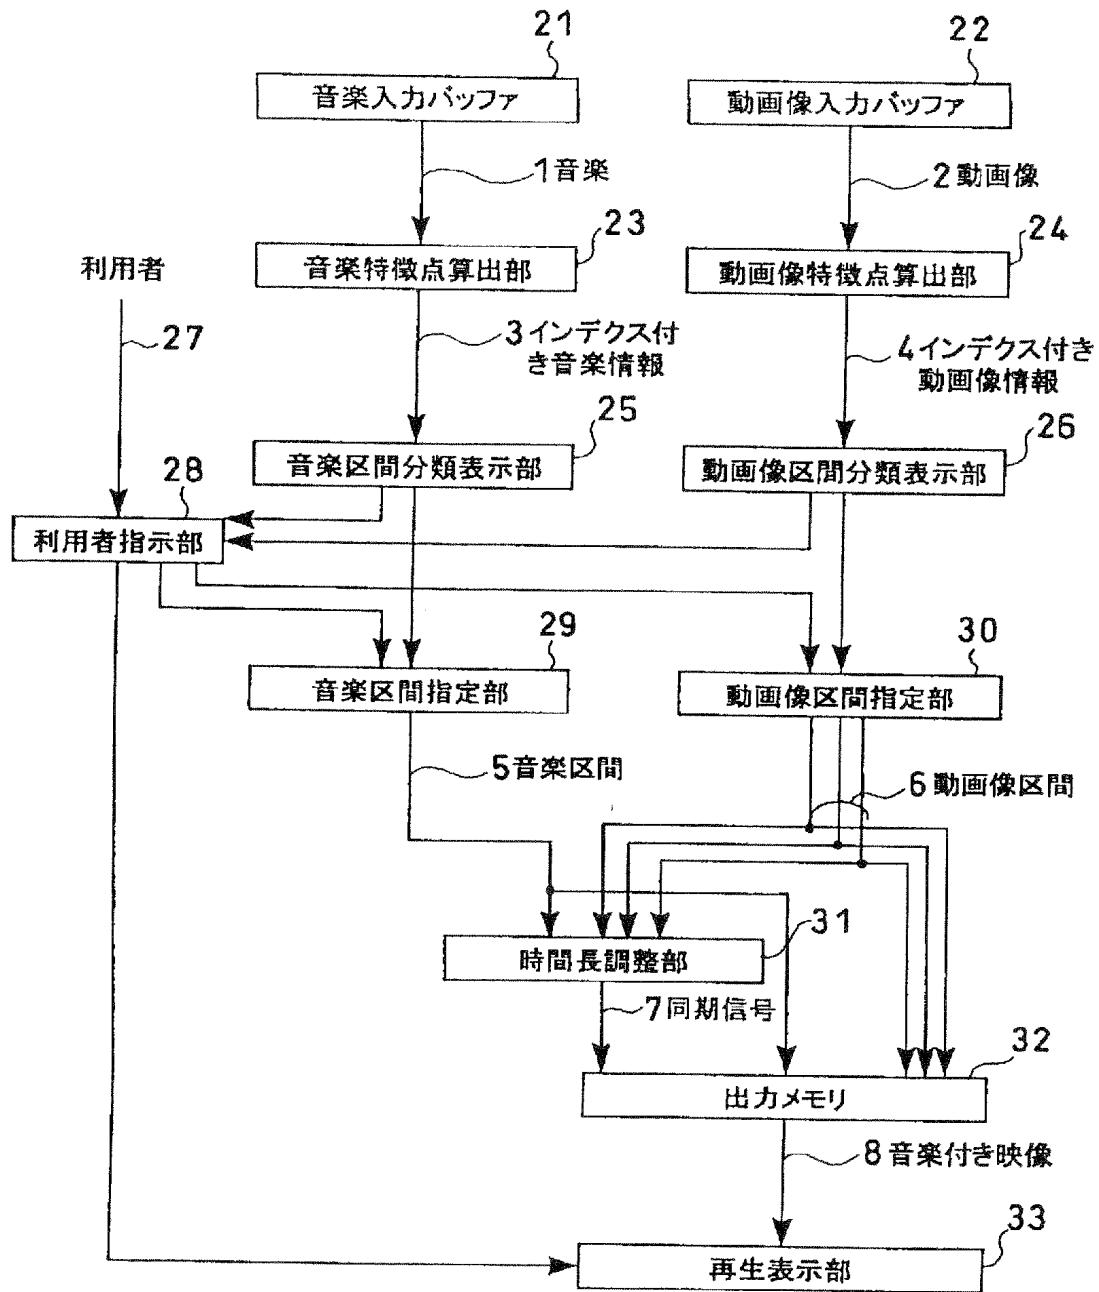 21
22
音楽入力バッファ
動画像入力バッファ
1音楽
2動画像
23
24
利用者
音楽特徴点算出部
動画像特徴点算出部
27
3インデクス付
き音楽情報
4インデクス付き
動画像情報
25
26
28
音楽区間分類表示部
動画像区間分類表示部
利用者指示部
29
30
音楽区間指定部
動画像区間指定部
5音楽区間
6動画像区間
31
時間長調整部
7同期信号
32
出力メモリ
8音楽付き映像
33
再生表示部